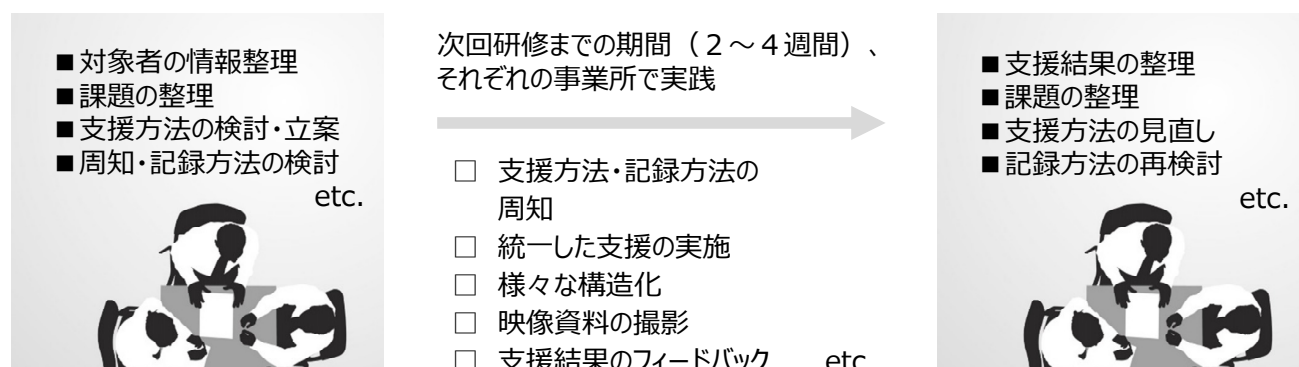 ■対象者の情報整理
■課題の整理
■支援方法の検討・立案
■周知・記録方法の検討
etc.
次回研修までの期間（２～４週間）、
それぞれの事業所で実践
□ 支援方法・記録方法の
周知
□ 統一した支援の実施
□ 様々な構造化
□ 映像資料の撮影
□ 支援結果のフィードバック etc
■支援結果の整理
■課題の整理
■支援方法の見直し
■記録方法の再検討
etc.